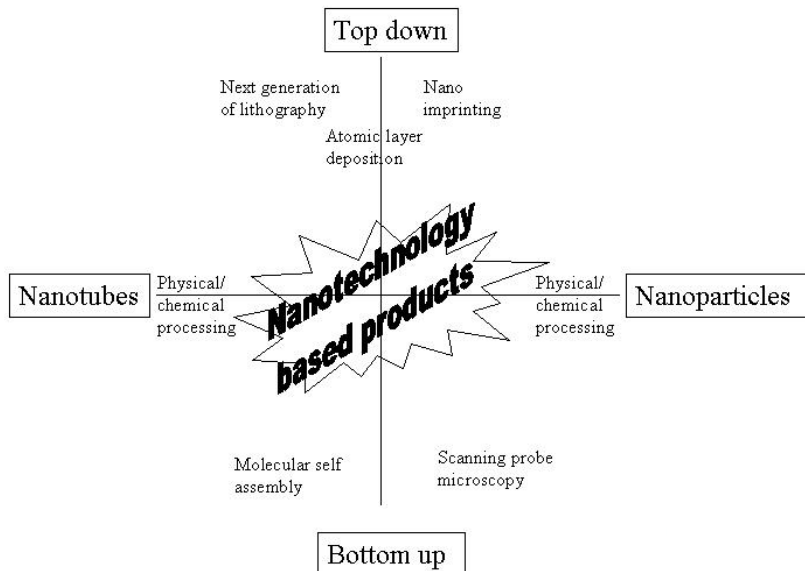 Top down
Next generation
of lithography
Nano
imprinting
Atomic layer
deposition
Nanotechnology
based products
Nanotubes
Physical/
chemical
processing
Physical/
chemical
processing
Nanoparticles
Molecular self
assembly
Scanning probe
microscopy
Bottom up